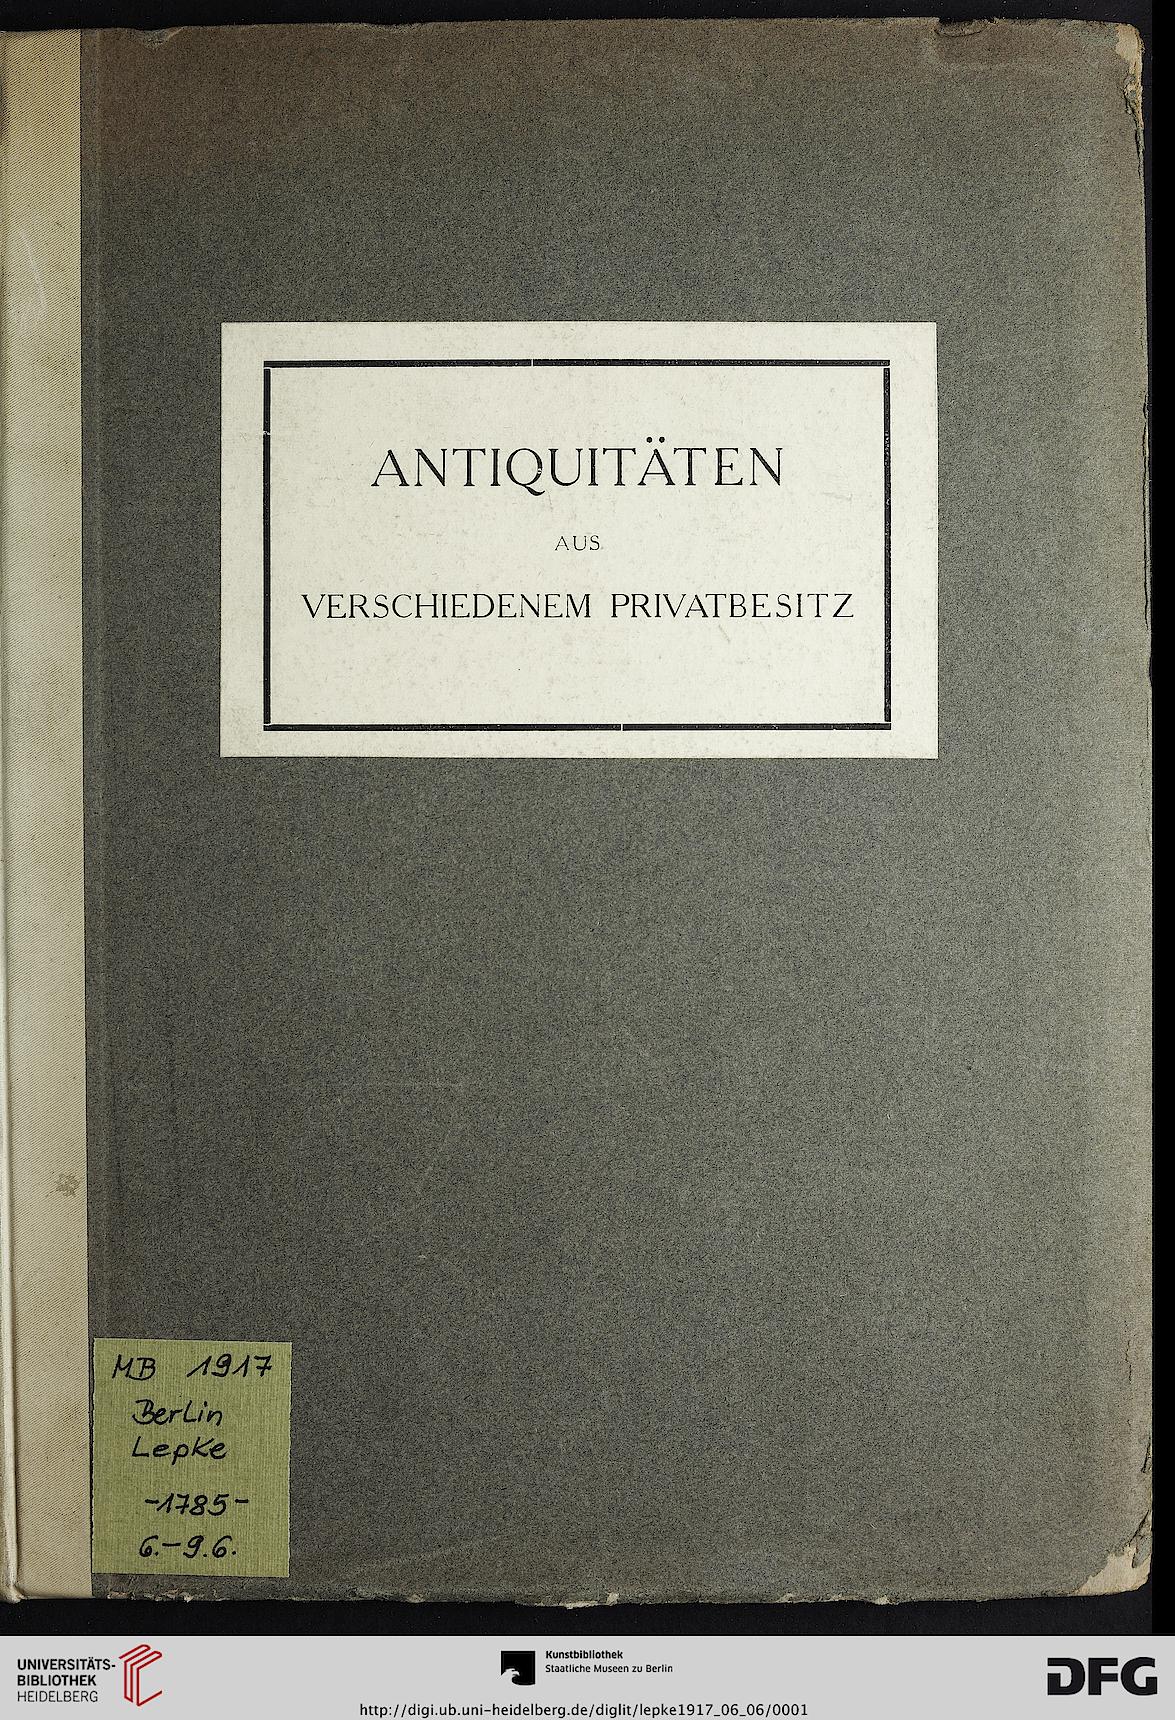 ANTIQUITÄTEN
AUS
VERSCHIEDENEM PRIVATBESITZ
MB 1917
Berlin
Lepke
-1785-
6.-9.6.
UNIVERSITÄTS-
BIBLIOTHEK
HEIDELBERG
Kunstbibliothek
Staatliche Museen zu Berlin
http://digi.ub.uni-heidelberg.de/diglit/lepke1917_06_06/0001
DFG